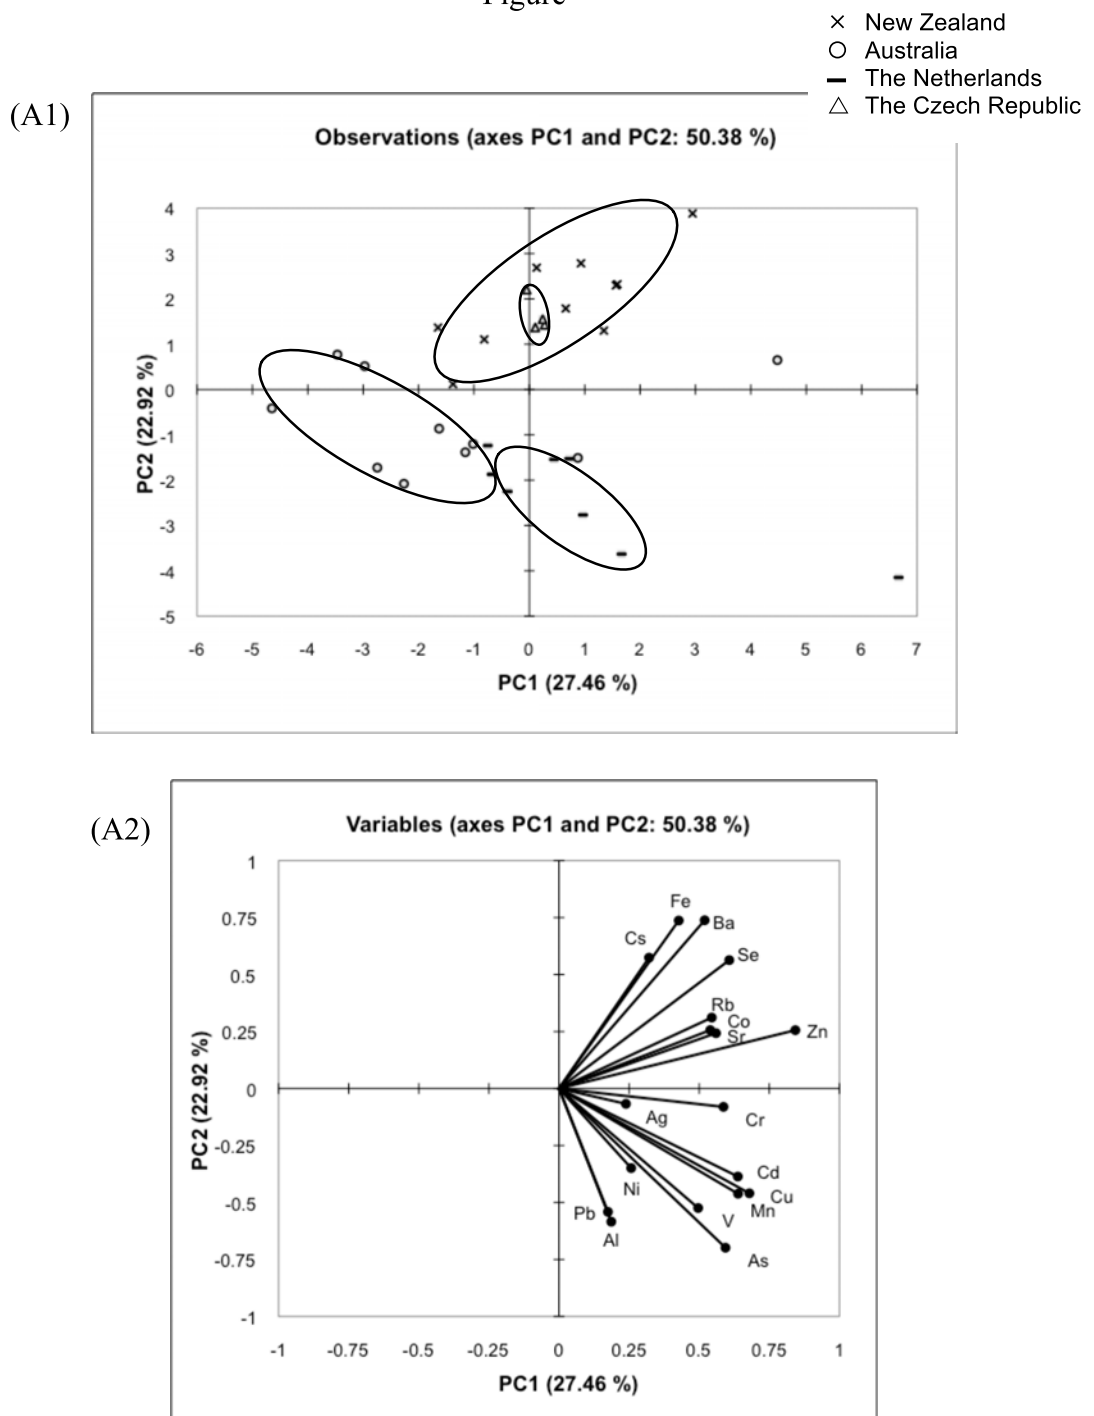 Figure
× New Zealand
○ Australia
– The Netherlands
△ The Czech Republic
(A1)
Observations (axes PC1 and PC2: 50.38 %)
4
3
2
1
0
-1
-2
-3
-4
-5
PC2 (22.92 %)
-6 -5 -4 -3 -2 -1 0 1 2 3 4 5 6 7
PC1 (27.46 %)
(A2)
Variables (axes PC1 and PC2: 50.38 %)
1
0.75
0.5
0.25
0
-0.25
-0.5
-0.75
-1
PC2 (22.92 %)
Fe
Ba
Cs
Se
Rb
Co
Sr
Zn
Ag
Cr
Cd
Ni
Cu
Mn
Pb
V
Al
As
-1 -0.75 -0.5 -0.25 0 0.25 0.5 0.75 1
PC1 (27.46 %)